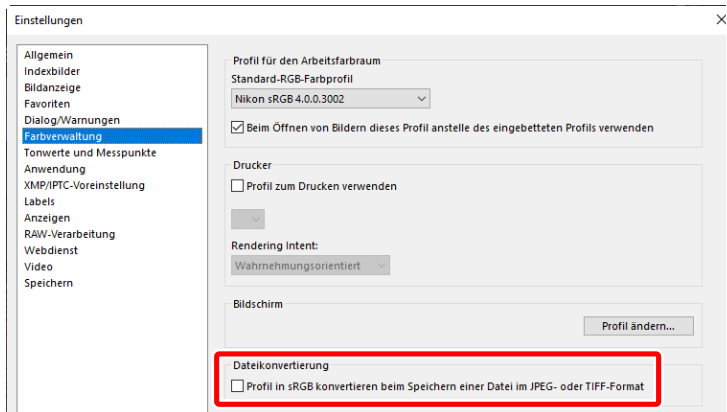 Einstellungen
Allgemein
Indexbilder
Bildanzeige
Favoriten
Dialog/Warnungen
Farbverwaltung
Tonwerte und Messpunkte
Anwendung
XMP/IPTC-Voreinstellung
Labels
Anzeigen
RAW-Verarbeitung
Webdienst
Video
Speichern
Profil für den Arbeitsfarbraum
Standard-RGB-Farbprofil
Nikon sRGB 4.0.0.3002
Beim Öffnen von Bildern dieses Profil anstelle des eingebetteten Profils verwenden
Drucker
Profil zum Drucken verwenden
Rendering Intent:
Wahrnehmungsorientiert
Bildschirm
Profil ändern...
Dateikonvertierung
Profil in sRGB konvertieren beim Speichern einer Datei im JPEG- oder TIFF-Format